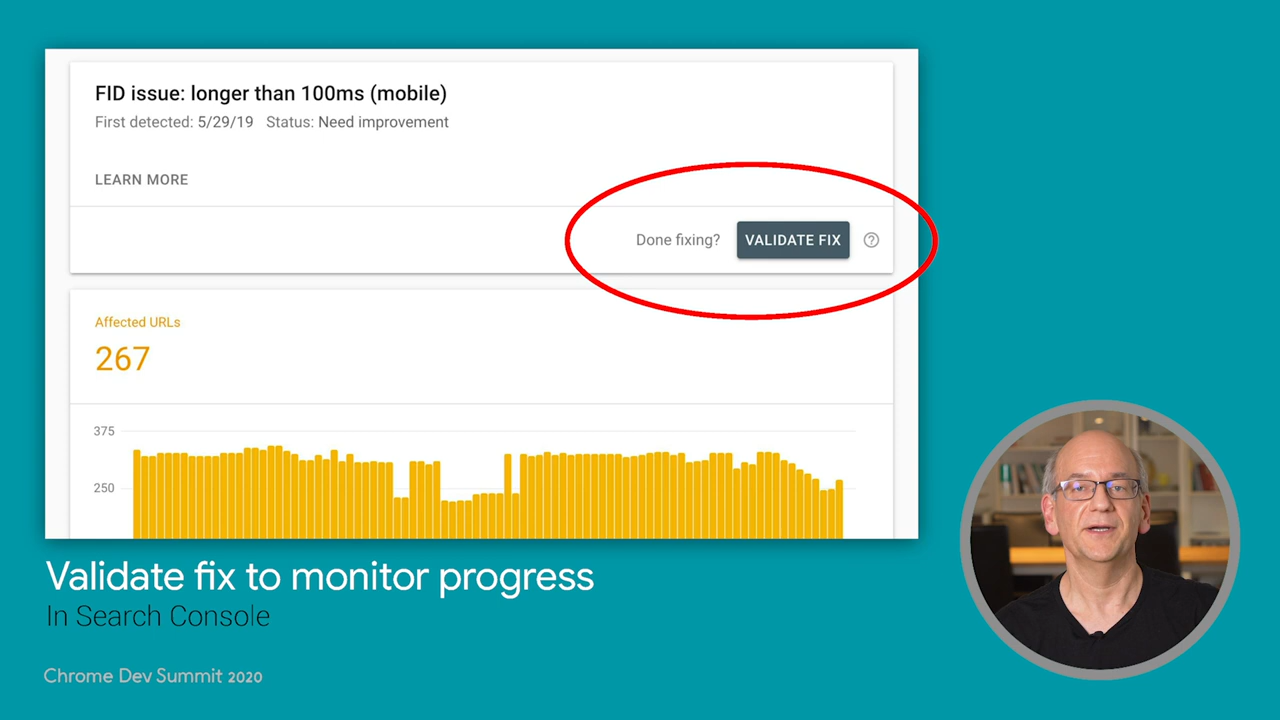 FID issue: longer than 100ms (mobile)
First detected: 5/29/19 Status: Need improvement
LEARN MORE
Done fixing? VALIDATE FIX ?
Affected URLs
267
375
250
Validate fix to monitor progress
In Search Console
Chrome Dev Summit 2020